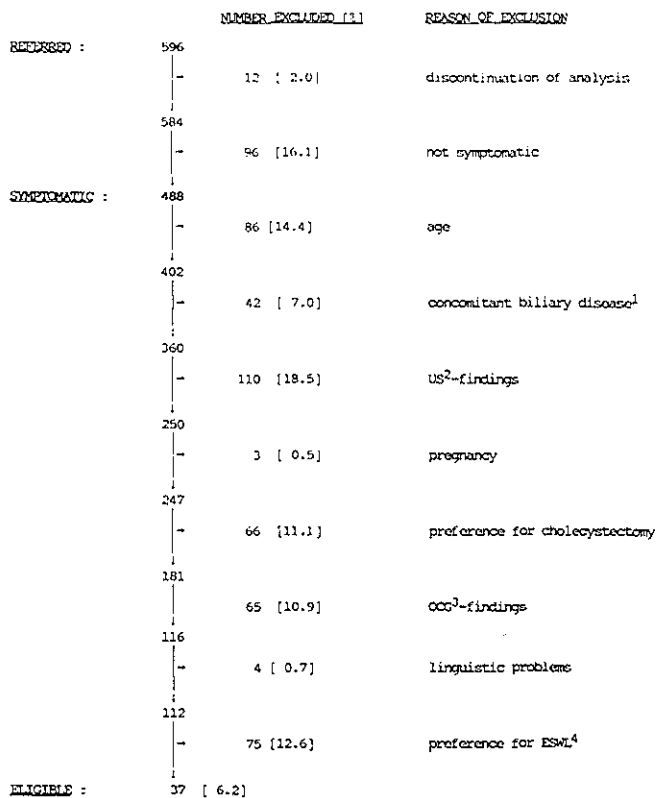 NUMBER EXCLUDED [%] REASON OF EXCLUSION
REFERRED : 596
12 [ 2.0] discontinuation of analysis
584
96 [16.1] not symptomatic
SYMPTOMATIC : 488
86 [14.4] age
402
42 [ 7.0] concomitant biliary disease¹
360
110 [18.5] US²-findings
250
3 [ 0.5] pregnancy
247
66 [11.1] preference for cholecystectomy
181
65 [10.9] OCG³-findings
116
4 [ 0.7] linguistic problems
112
75 [12.6] preference for ESWL⁴
ELIGIBLE : 37 [ 6.2]